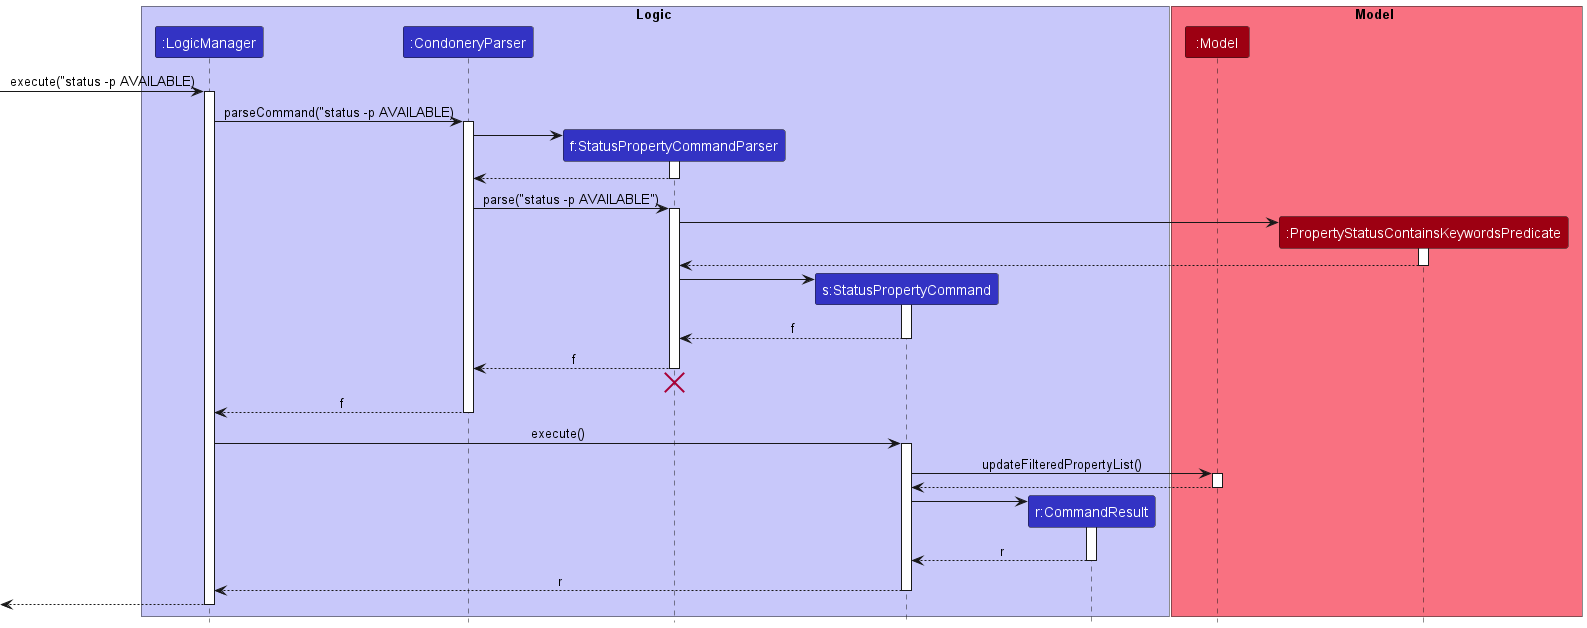 Logic
Model
:LogicManager
:CondoneryParser
:Model
execute("status -p AVAILABLE)
parseCommand("status -p AVAILABLE)
f:StatusPropertyCommandParser
parse("status -p AVAILABLE")
:PropertyStatusContainsKeywordsPredicate
s:StatusPropertyCommand
f
f
f
execute()
updateFilteredPropertyList()
r:CommandResult
r
r